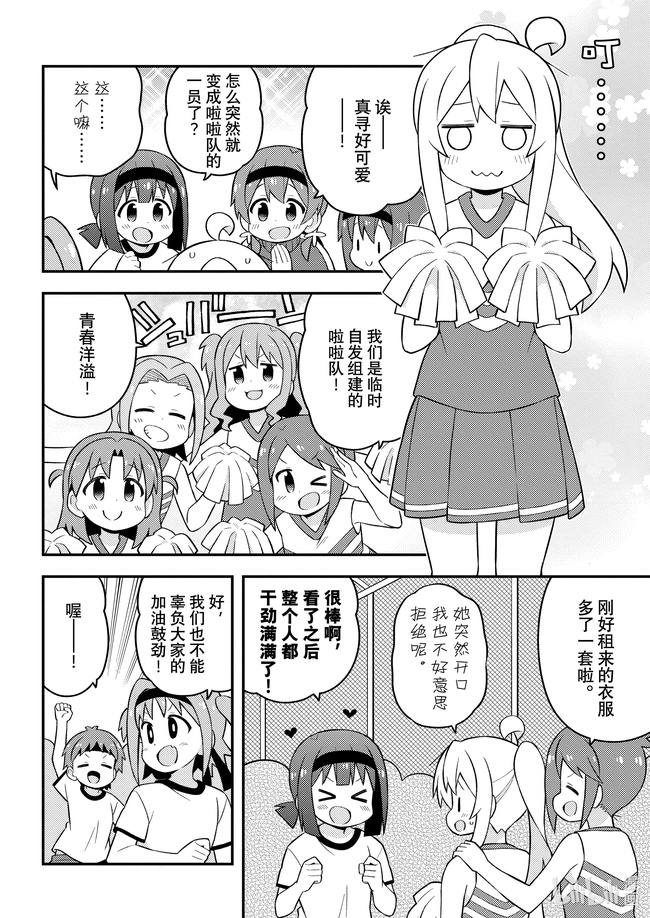 叮⋯⋯⋯
诶
——！
真寻好可爱
怎么突然就
变成啦啦队的
一员了？
这⋯⋯
这个嘛⋯⋯
我们是临时
自发组建的
啦啦队！
青春洋溢！
刚好租来的衣服
多了一套啦。
她突然开口
我也不好意思
拒绝呢。
很棒啊，
看了之后
整个人都
干劲满满了！
好，
我们也不能
辜负大家的
加油鼓劲！
喔
——！